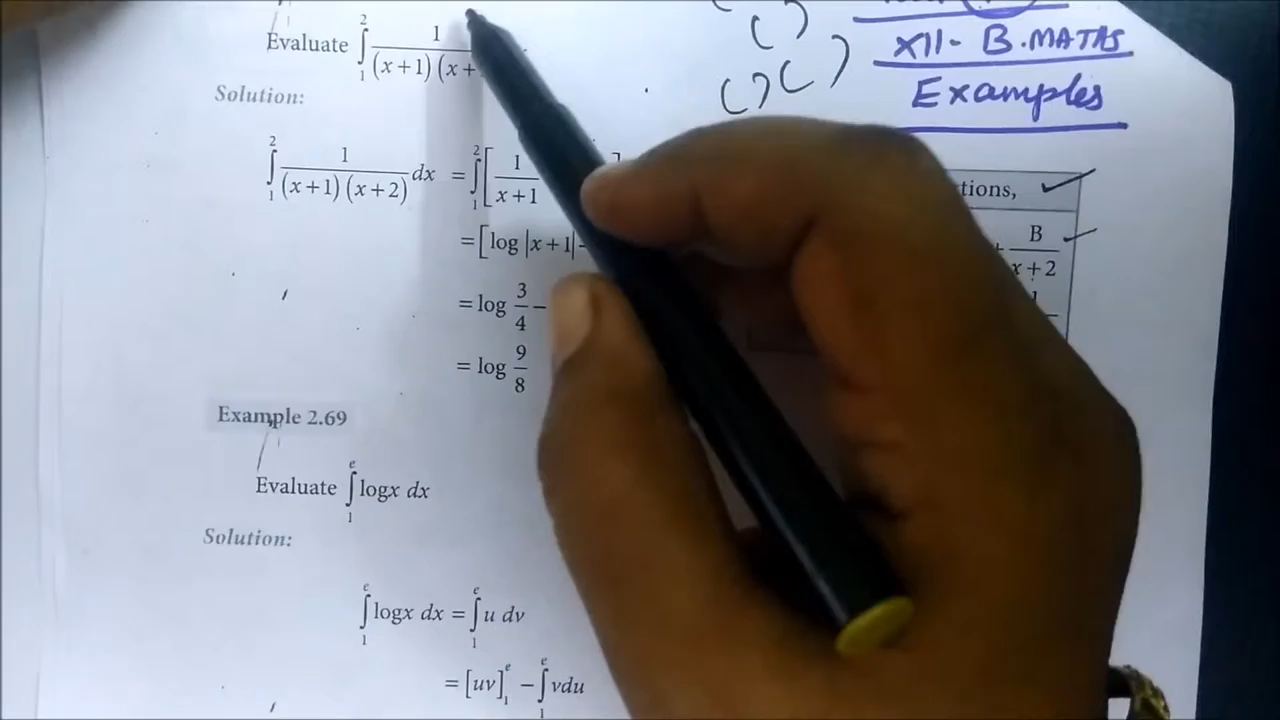 XII- B.MATHS
Examples
Evaluate ∫₁² 1/(x+1)(x+
Solution:
∫₁² 1/(x+1)(x+2) dx = ∫₁² [1/(x+1)
= [log |x+1| -
= log 3/4 -
= log 9/8
tions,
+ B/(x+2)
1
Example 2.69
Evaluate ∫₁ᵉ logx dx
Solution:
∫₁ᵉ logx dx = ∫₁ᵉ u dv
= [uv]₁ᵉ - ∫₁ᵉ vdu